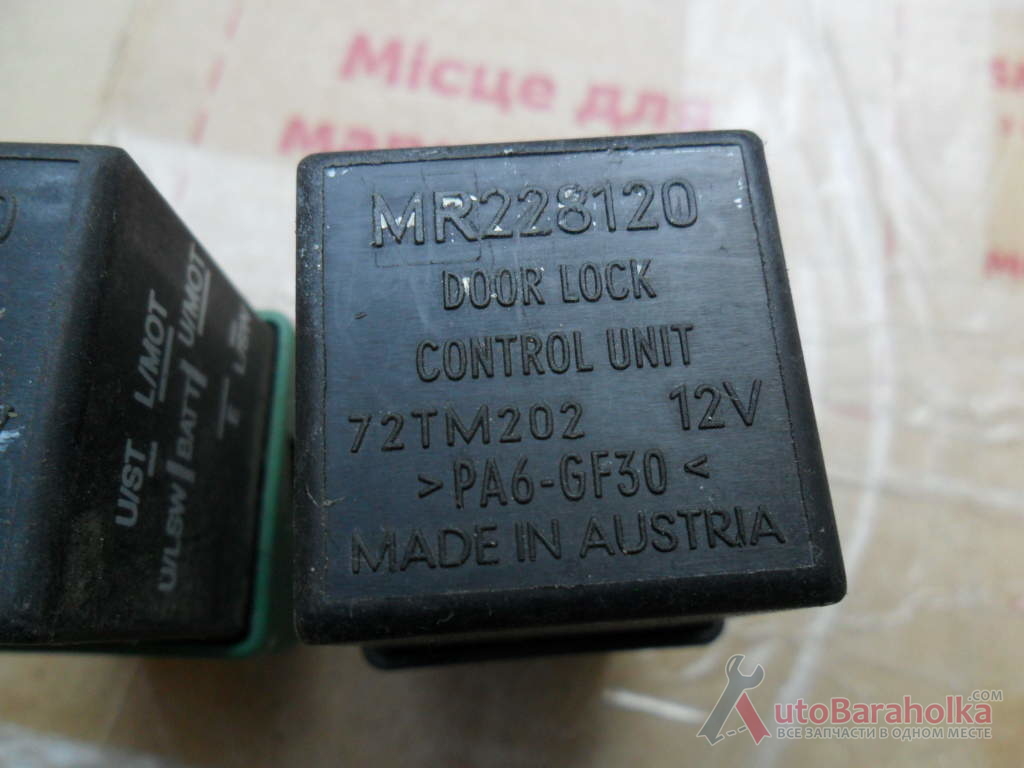 Місце для
MR228120
DOOR LOCK
CONTROL UNIT
72TM202 12V
>PA6-GF30<
MADE IN AUSTRIA
U/ST L/MOT
U/LSW BATT U/MOT
E
AutoBaraholka.COM
ВСЕ ЗАПЧАСТИ В ОДНОМ МЕСТЕ